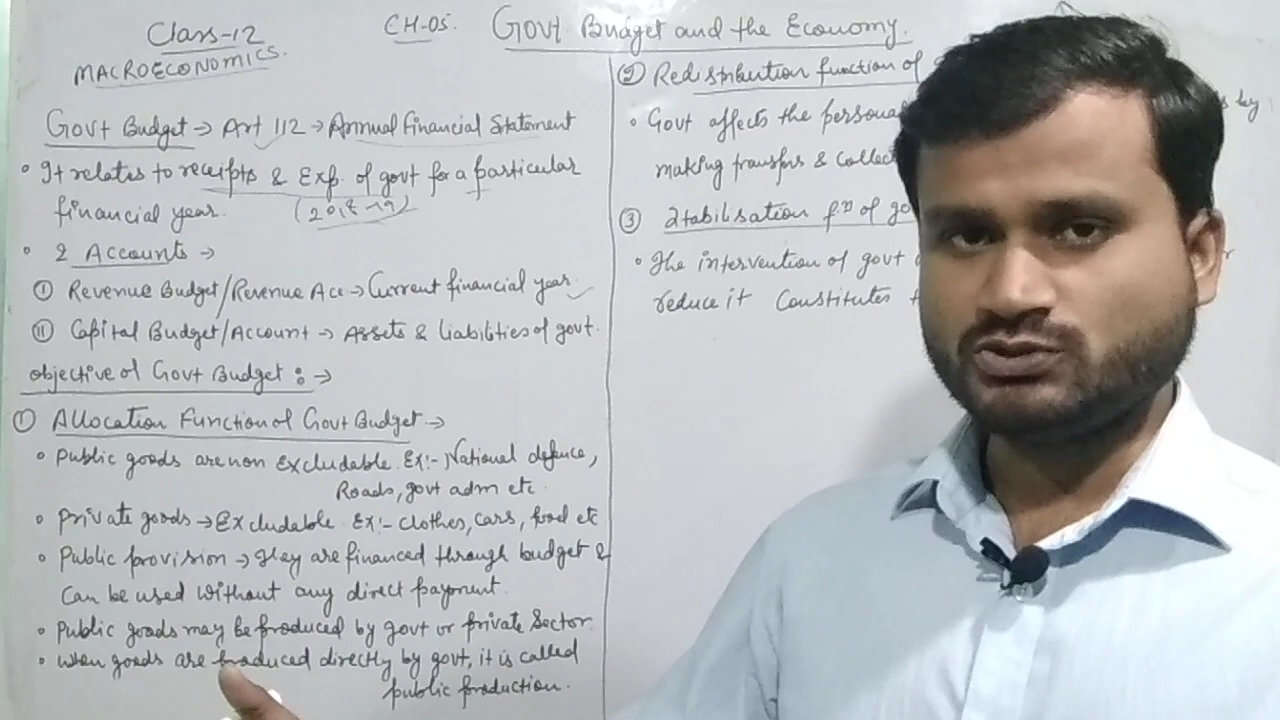 Class-12
MACROECONOMICS.
CH-05.
Govt Budget and the Economy.
Govt Budget → Art 112 → Annual Financial Statement
• It relates to receipts & Exp. of govt for a particular
financial year. (2018-19)
• 2 Accounts →
① Revenue Budget/Revenue Acc → Current financial year.
② Capital Budget/Account → Assets & liabilities of govt.
objective of Govt Budget : →
① Allocation Function of Govt Budget →
• Public goods are non Excludable. Ex:- National defence,
Roads, govt adm etc.
• Private goods → Excludable. Ex:- clothes, cars, food etc
• Public provision → They are financed through budget &
Can be used without any direct payment.
• Public goods may be produced by govt or private Sector.
• When goods are produced directly by govt, it is called
public production.
② Redistribution function of
• Govt affects the persona by
making transfers & collect
③ Stabilisation fⁿ of go
• The intervention of govt
reduce it Constitutes